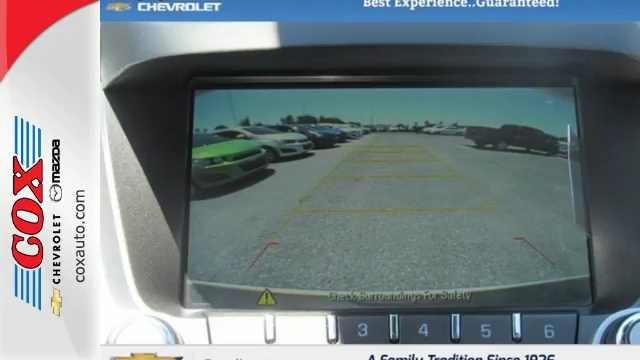 CHEVROLET
Best Experience..Guaranteed!
COX
CHEVROLET mazda
coxauto.com
Check Surroundings For Safety
3 4 5 6
A Family Tradition Since 1926